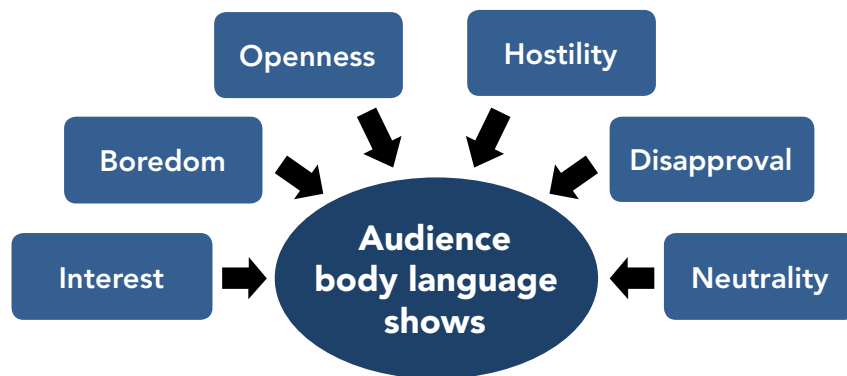 Openness
Hostility
Boredom
Disapproval
Interest
Audience
body language
shows
Neutrality